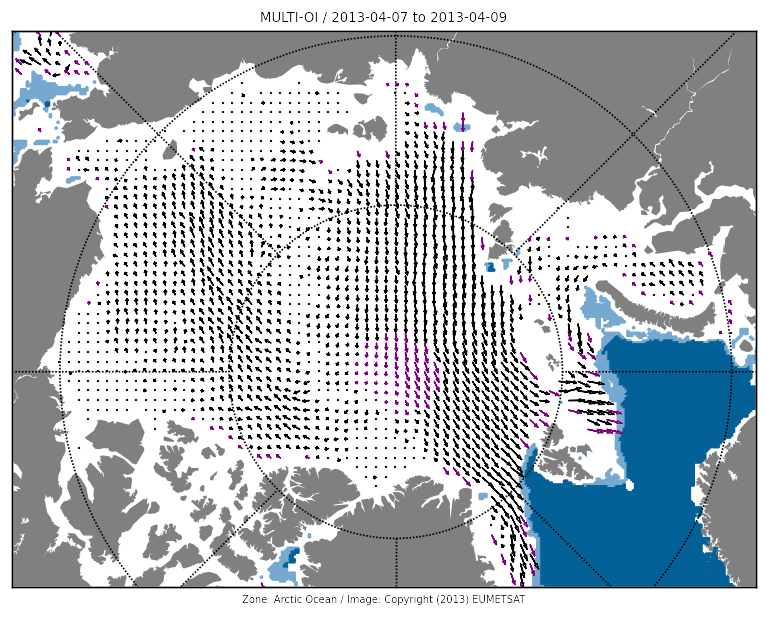 MULTI-OI / 2013-04-07 to 2013-04-09
Zone: Arctic Ocean / Image: Copyright (2013) EUMETSAT